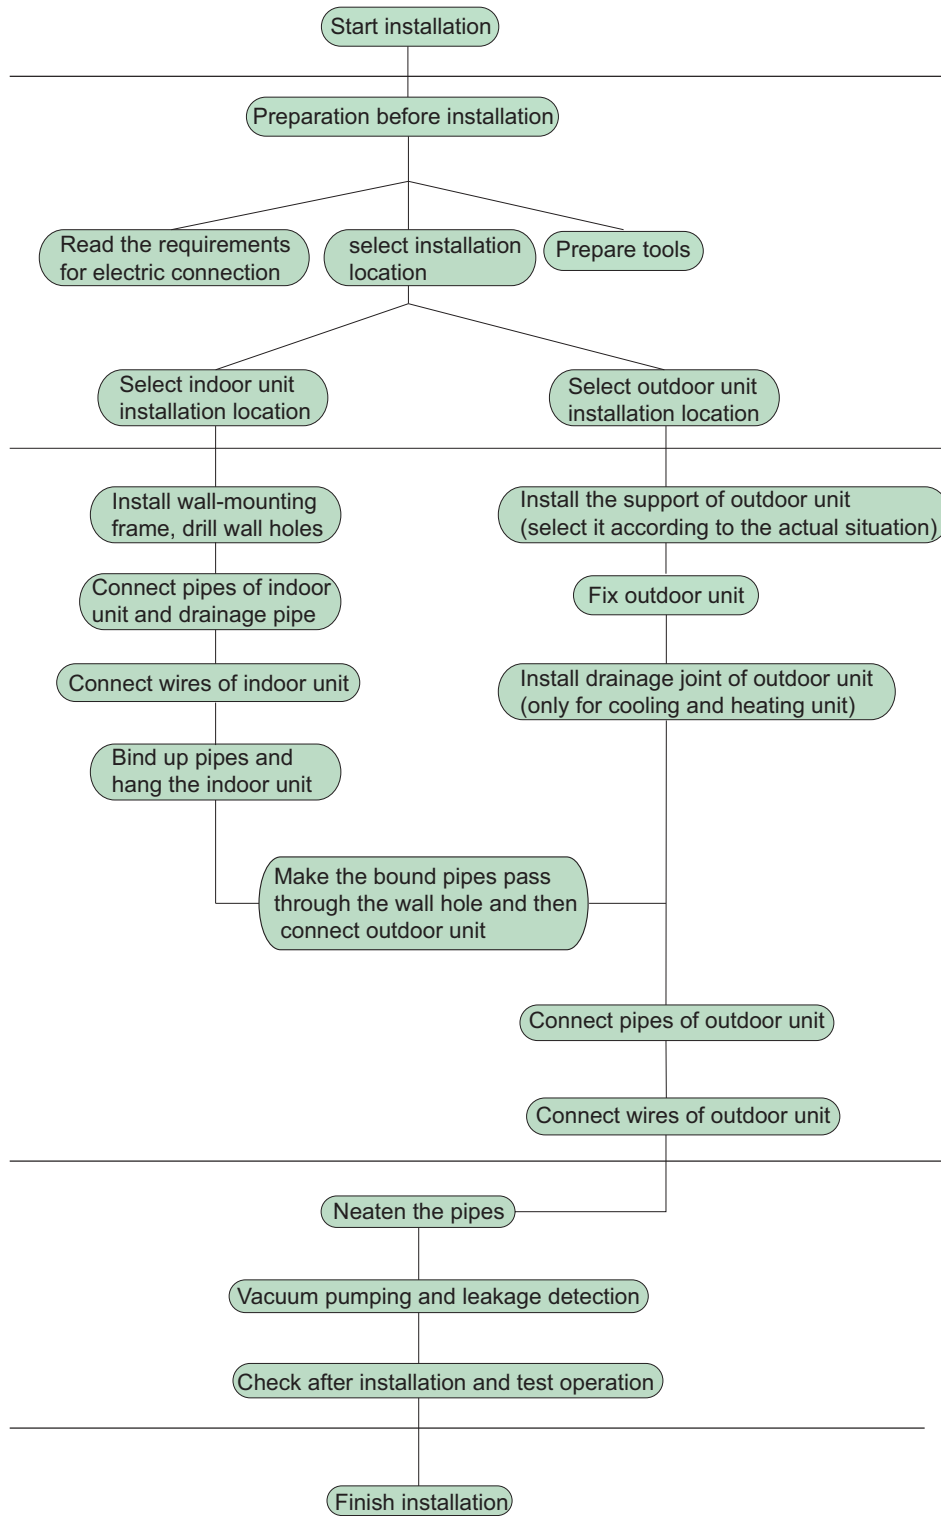 Start installation
Preparation before installation
Read the requirements
for electric connection
select installation
location
Prepare tools
Select indoor unit
installation location
Select outdoor unit
installation location
Install wall-mounting
frame, drill wall holes
Install the support of outdoor unit
(select it according to the actual situation)
Connect pipes of indoor
unit and drainage pipe
Fix outdoor unit
Connect wires of indoor unit
Install drainage joint of outdoor unit
(only for cooling and heating unit)
Bind up pipes and
hang the indoor unit
Make the bound pipes pass
through the wall hole and then
connect outdoor unit
Connect pipes of outdoor unit
Connect wires of outdoor unit
Neaten the pipes
Vacuum pumping and leakage detection
Check after installation and test operation
Finish installation